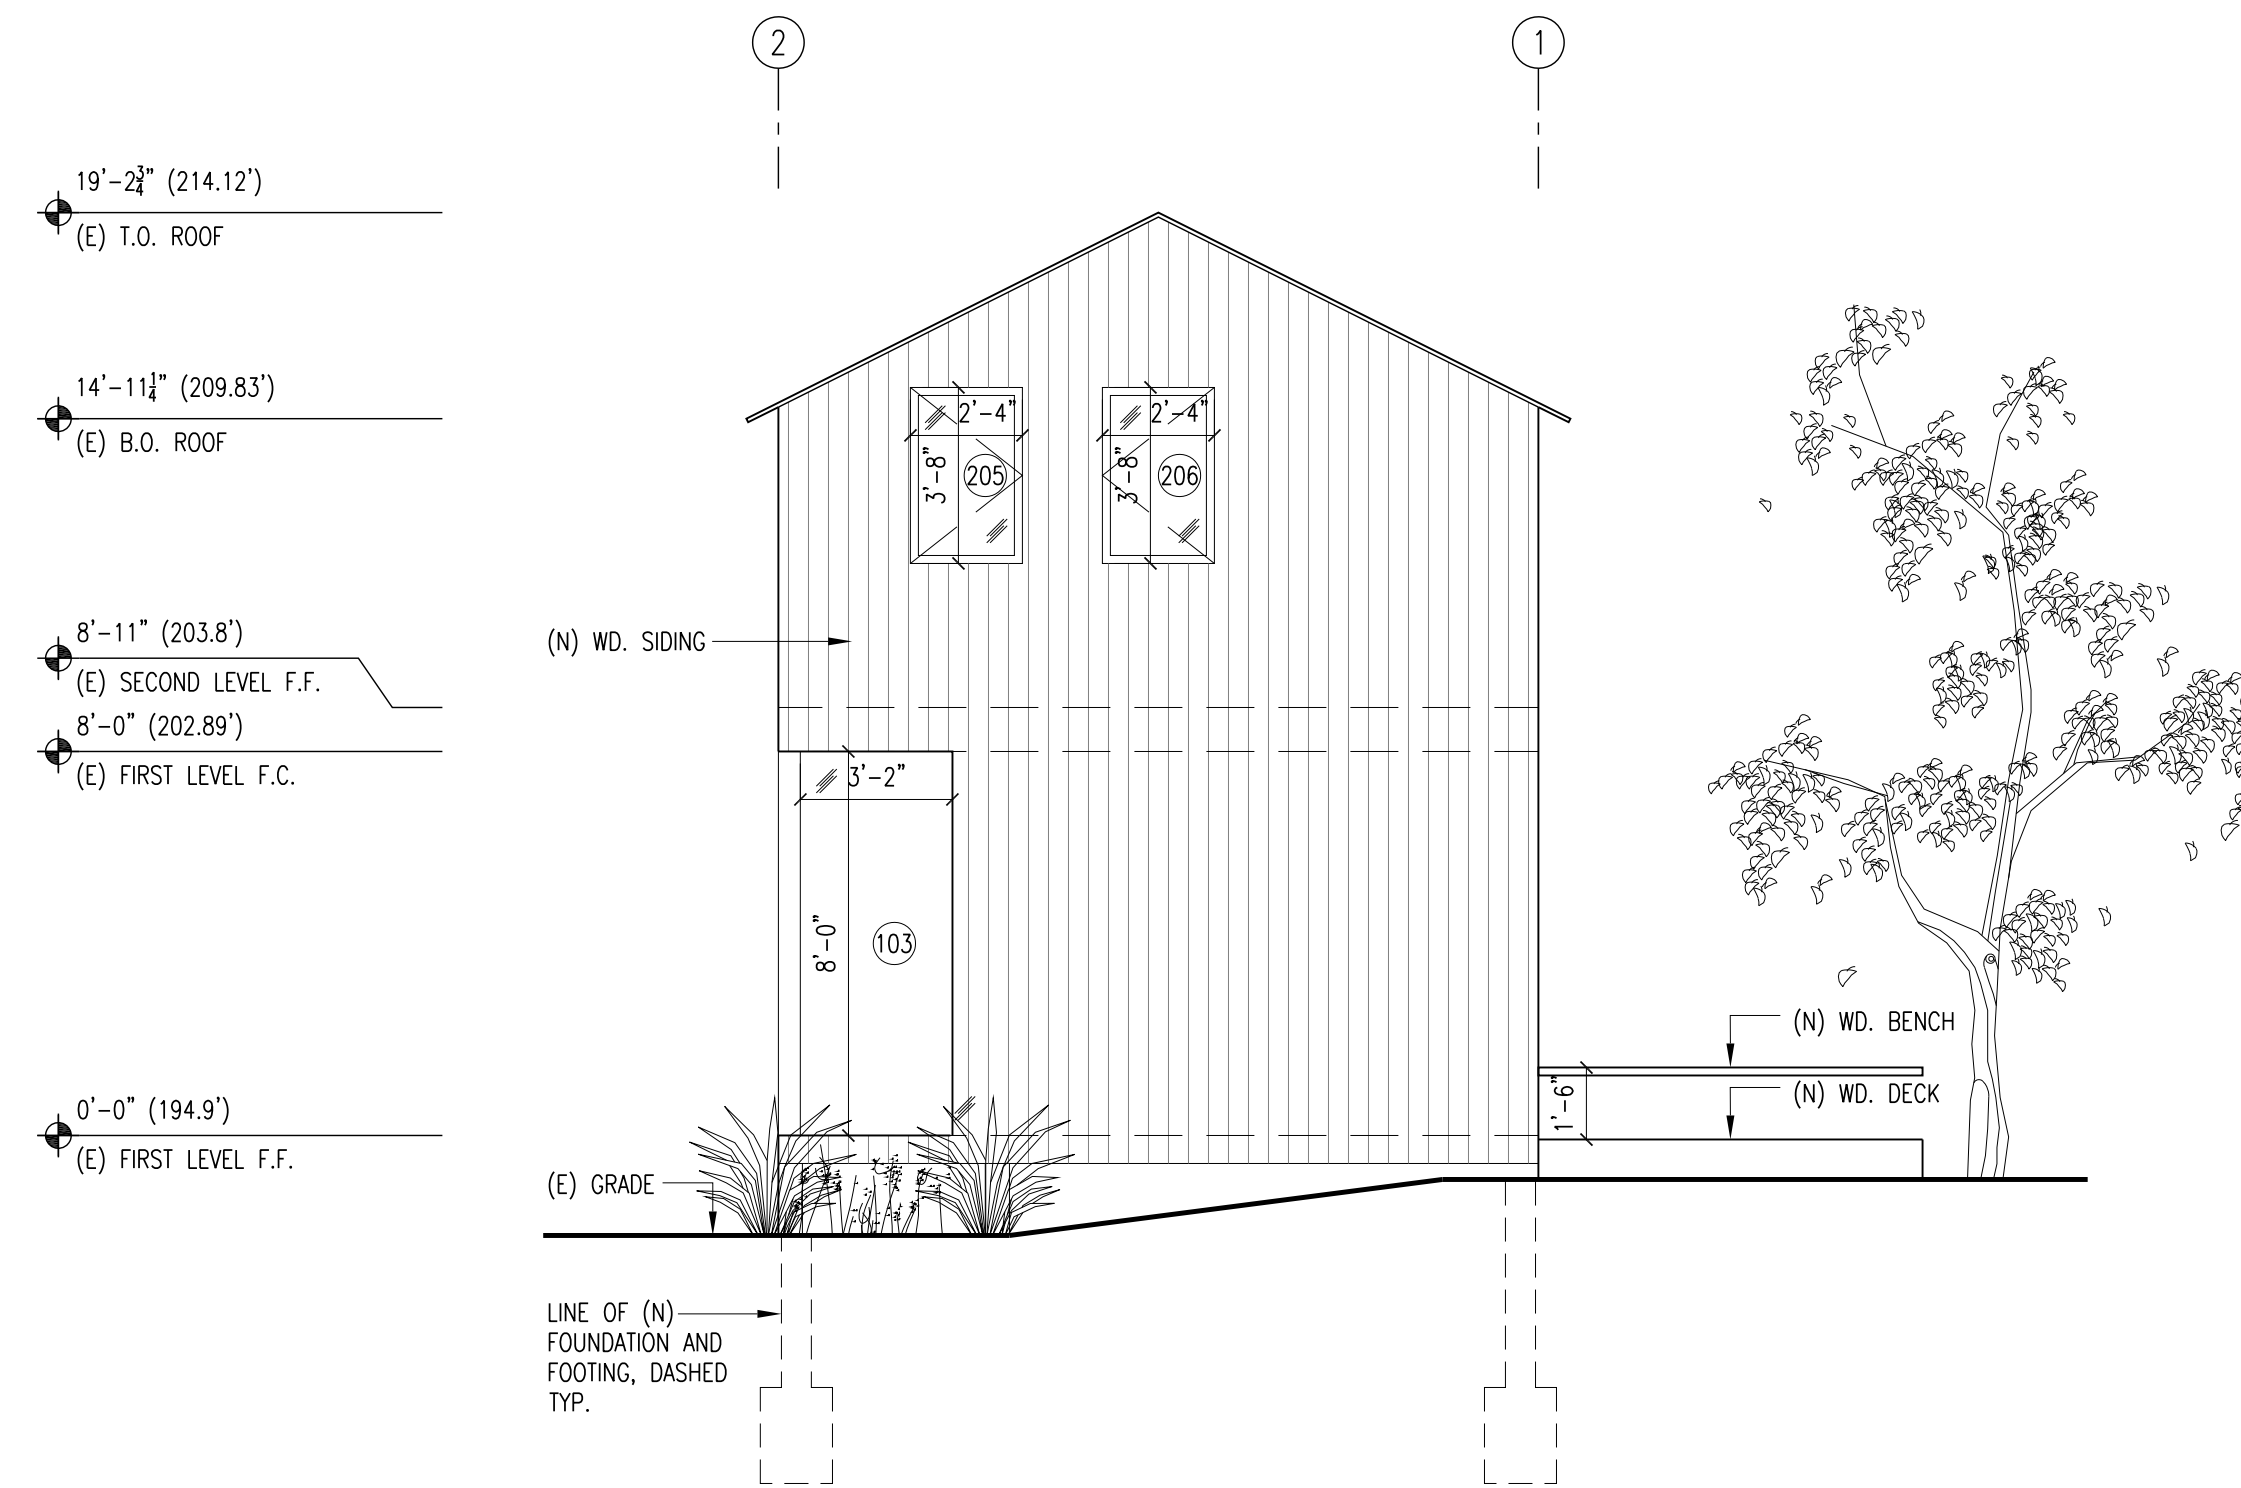 2
1
19'-2¾" (214.12')
(E) T.O. ROOF
14'-11¼" (209.83')
(E) B.O. ROOF
2'-4"
2'-4"
3'-8"
205
3'-8"
206
8'-11" (203.8')
(N) WD. SIDING
(E) SECOND LEVEL F.F.
8'-0" (202.89')
(E) FIRST LEVEL F.C.
3'-2"
8'-0"
103
(N) WD. BENCH
(N) WD. DECK
1'-6"
0'-0" (194.9')
(E) FIRST LEVEL F.F.
(E) GRADE
LINE OF (N)
FOUNDATION AND
FOOTING, DASHED
TYP.